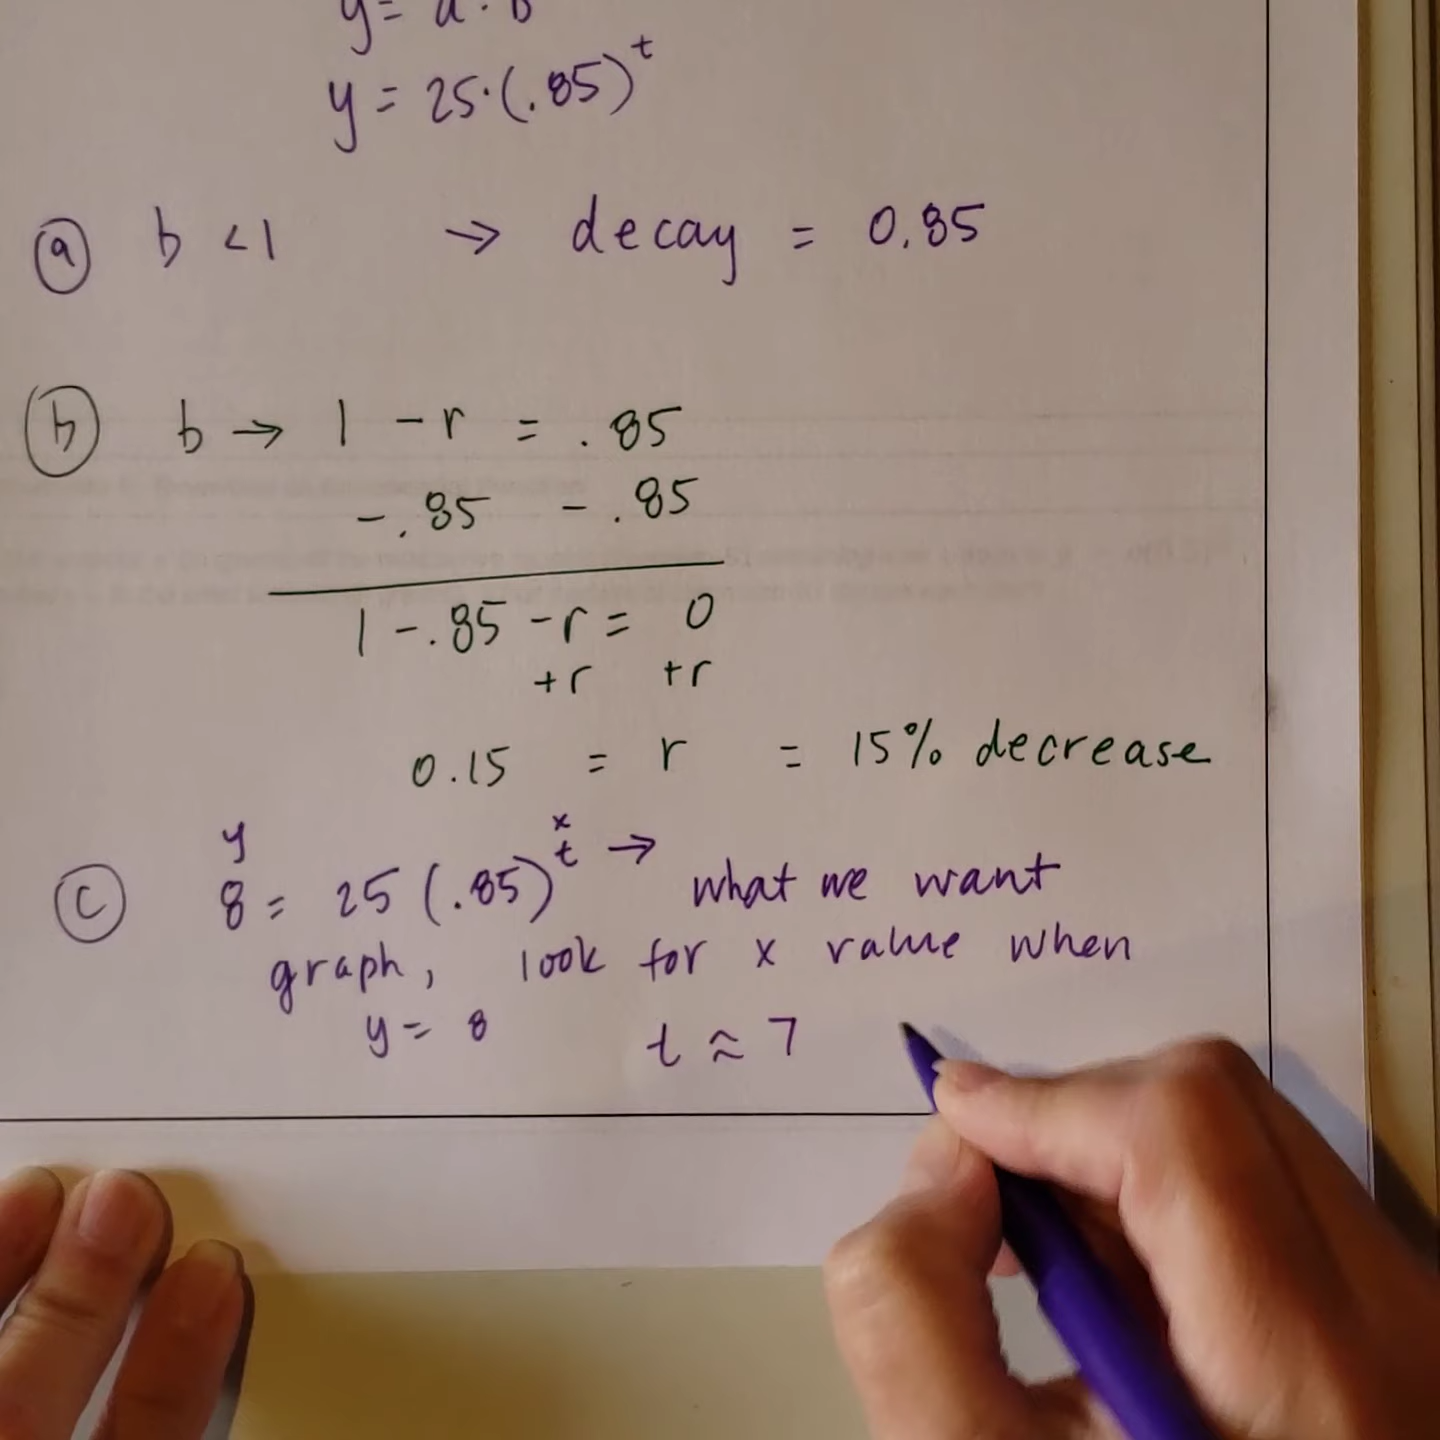 y = a · b
y = 25·(.85)^t
(a) b < 1 → decay = 0.85
(b) b → 1 - r = .85
-.85 -.85
1 -.85 - r = 0
+r +r
0.15 = r = 15% decrease
y x
(c) 8 = 25 (.85)^t → what we want
graph, look for x value when
y = 8 t ≈ 7